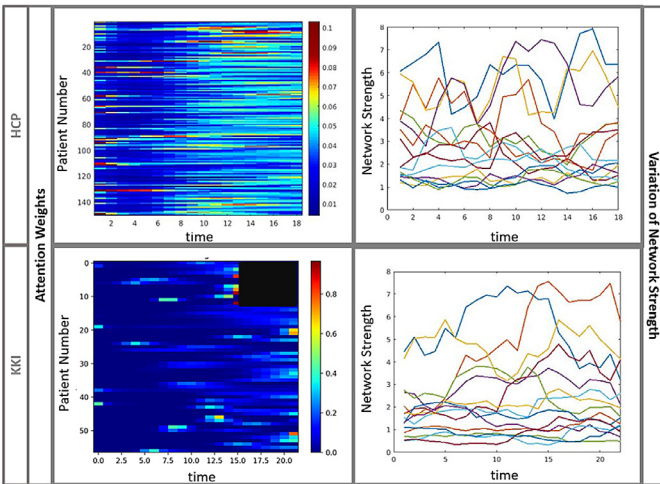 HCP
Attention Weights
Patient Number
20
40
60
80
100
120
140
2 4 6 8 10 12 14 16 18
time
0.1
0.09
0.08
0.07
0.06
0.05
0.04
0.03
0.02
0.01
Network Strength
8
7
6
5
4
3
2
1
0
0 2 4 6 8 10 12 14 16 18
time
Variation of Network Strength
KKI
Patient Number
0
10
20
30
40
50
0.0 2.5 5.0 7.5 10.0 12.5 15.0 17.5 20.0
time
0.8
0.6
0.4
0.2
0.0
Network Strength
8
7
6
5
4
3
2
1
0
0 5 10 15 20
time